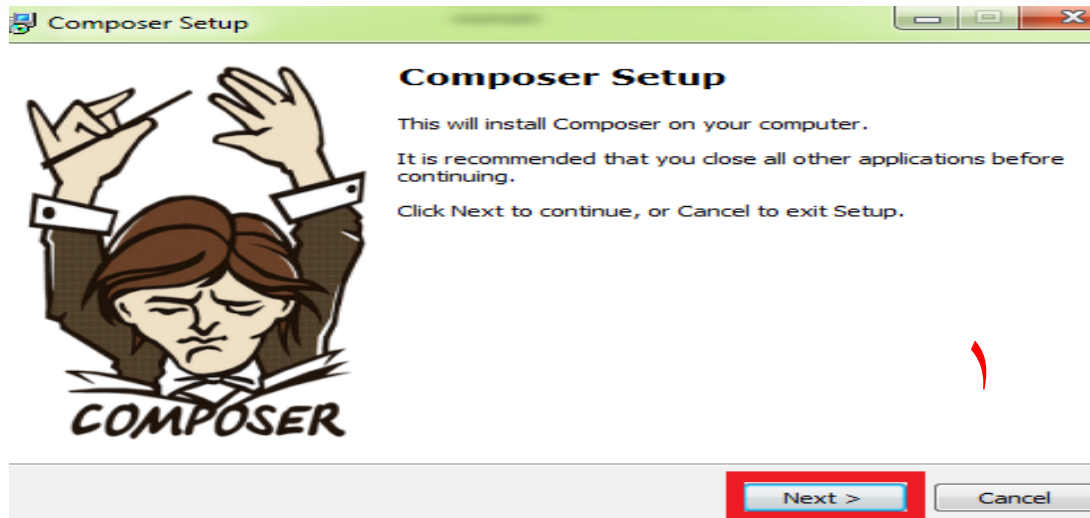 Composer Setup
Composer Setup
This will install Composer on your computer.
It is recommended that you close all other applications before
continuing.
Click Next to continue, or Cancel to exit Setup.
۱
COMPOSER
Next >
Cancel